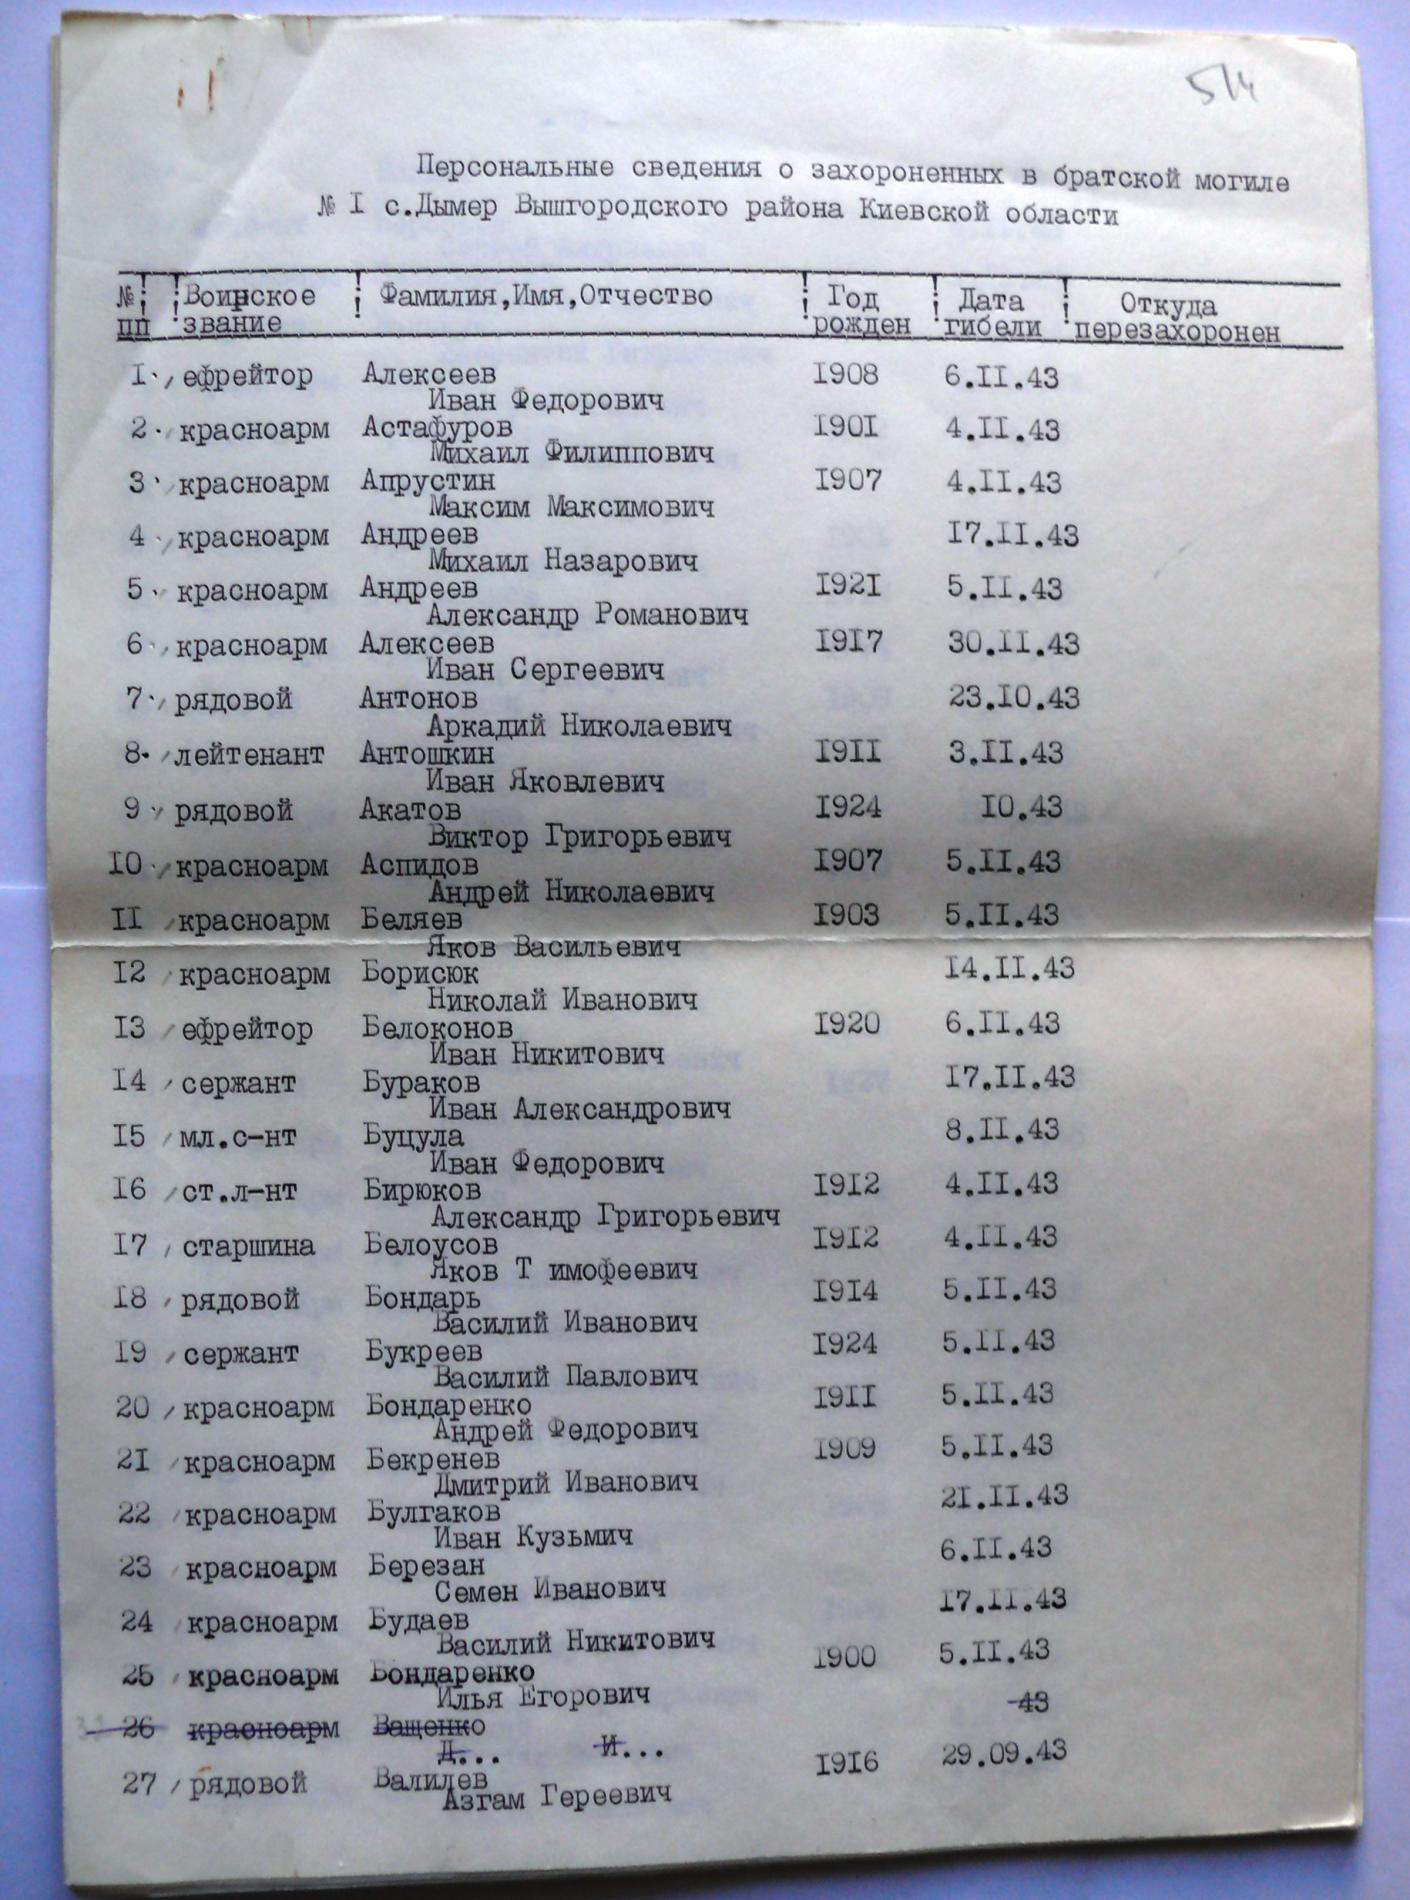 514
Персональные сведения о захороненных в братской могиле
№ I с.Дымер Вышгородского района Киевской области
№ ! Воинское ! Фамилия,Имя,Отчество ! Год ! Дата ! Откуда
пп звание рожден гибели перезахоронен
I. ефрейтор Алексеев I908 6.II.43
Иван Федорович
2. красноарм Астафуров I90I 4.II.43
Михаил Филиппович
3 красноарм Апрустин I907 4.II.43
Максим Максимович
4 красноарм Андреев I7.II.43
Михаил Назарович
5 красноарм Андреев I92I 5.II.43
Александр Романович
6 красноарм Алексеев I9I7 30.II.43
Иван Сергеевич
7 рядовой Антонов 23.I0.43
Аркадий Николаевич
8 лейтенант Антошкин I9II 3.II.43
Иван Яковлевич
9 рядовой Акатов I924 I0.43
Виктор Григорьевич
I0 красноарм Аспидов I907 5.II.43
Андрей Николаевич
II красноарм Беляев I903 5.II.43
Яков Васильевич
I2 красноарм Борисюк I4.II.43
Николай Иванович
I3 ефрейтор Белоконов I920 6.II.43
Иван Никитович
I4 сержант Бураков I7.II.43
Иван Александрович
I5 мл.с-нт Буцула 8.II.43
Иван Федорович
I6 ст.л-нт Бирюков I9I2 4.II.43
Александр Григорьевич
I7 старшина Белоусов I9I2 4.II.43
Яков Т имофеевич
I8 рядовой Бондарь I9I4 5.II.43
Василий Иванович
I9 сержант Букреев I924 5.II.43
Василий Павлович
20 красноарм Бондаренко I9II 5.II.43
Андрей Федорович
2I красноарм Бекренев I909 5.II.43
Дмитрий Иванович
22 красноарм Булгаков 2I.II.43
Иван Кузьмич
23 красноарм Березан 6.II.43
Семен Иванович
24 красноарм Будаев I7.II.43
Василий Никитович
25 красноарм Бондаренко I900 5.II.43
Илья Егорович
26 красноарм Ващенко 43
Д... И...
27 рядовой Валилев I9I6 29.09.43
Азгам Гереевич